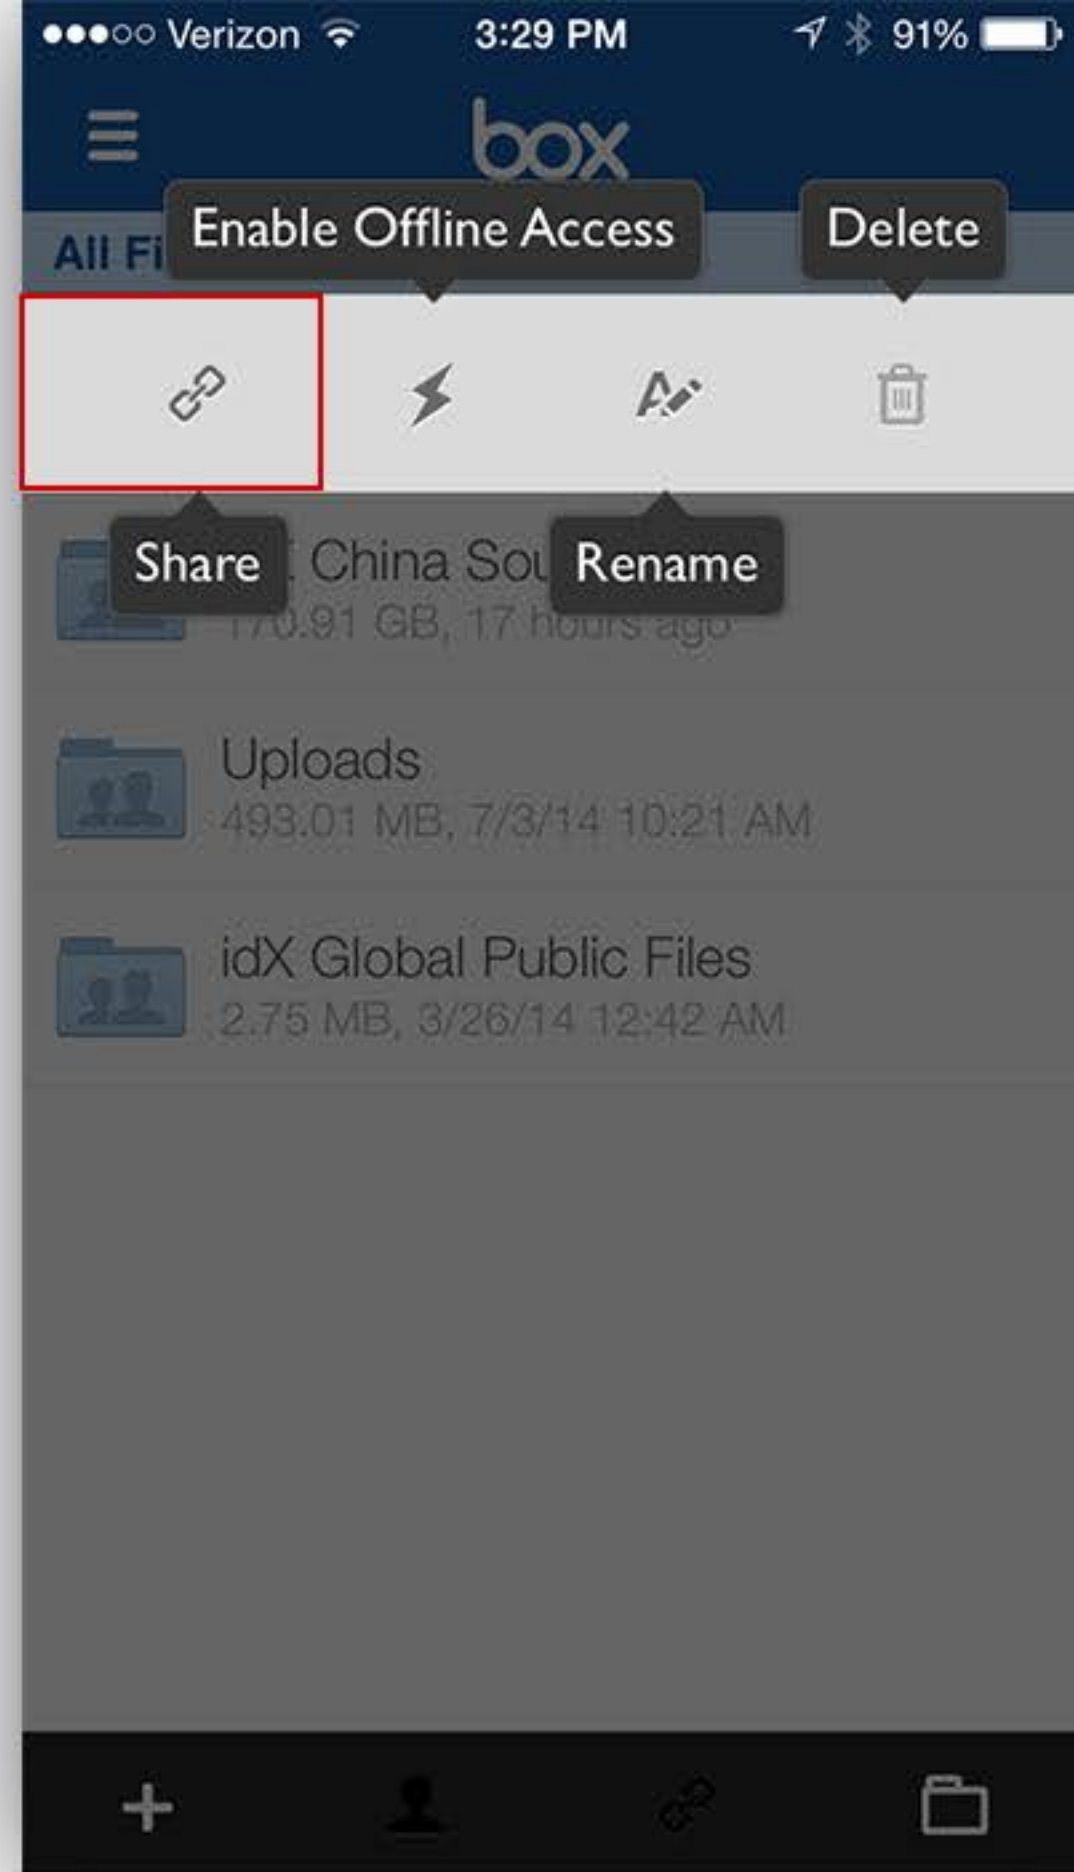 Verizon 3:29 PM 91%
box
Enable Offline Access Delete
All Fi
Share China Sou Rename
170.91 GB, 17 hours ago
Uploads
493.01 MB, 7/3/14 10:21 AM
idX Global Public Files
2.75 MB, 3/26/14 12:42 AM